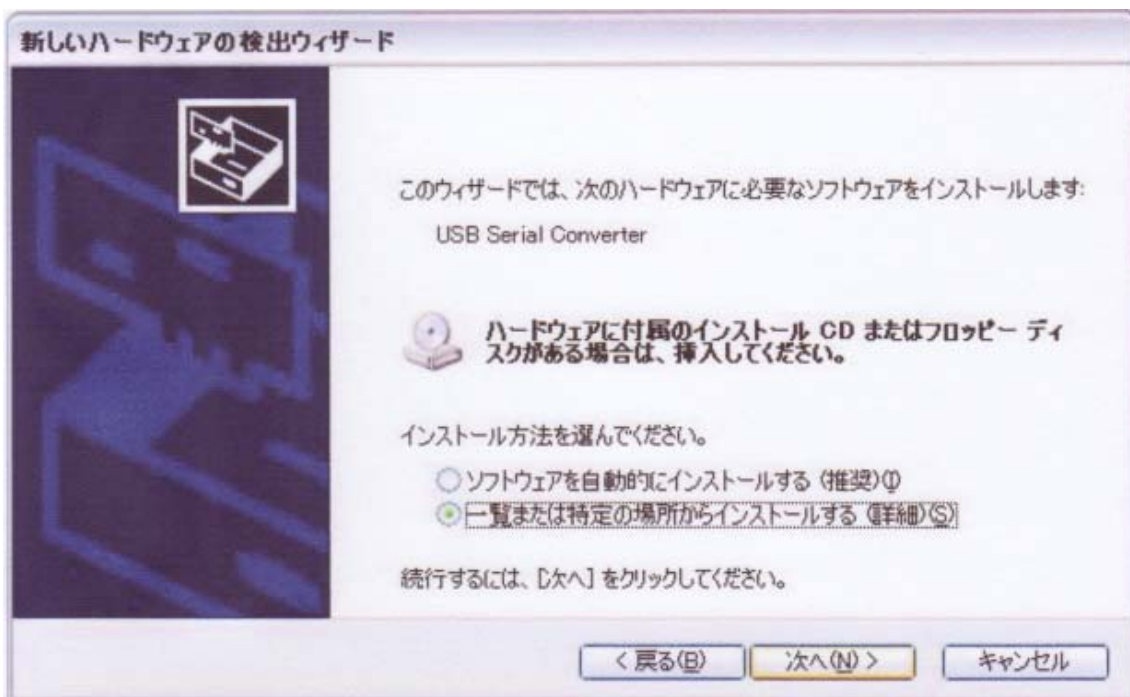 新しいハードウェアの検出ウィザード
このウィザードでは、次のハードウェアに必要なソフトウェアをインストールします:
USB Serial Converter
ハードウェアに付属のインストール CD またはフロッピー ディ
スクがある場合は、挿入してください。
インストール方法を選んでください。
ソフトウェアを自動的にインストールする (推奨)(I)
一覧または特定の場所からインストールする (詳細)(S)
続行するには、[次へ] をクリックしてください。
< 戻る(B) 次へ(N) > キャンセル